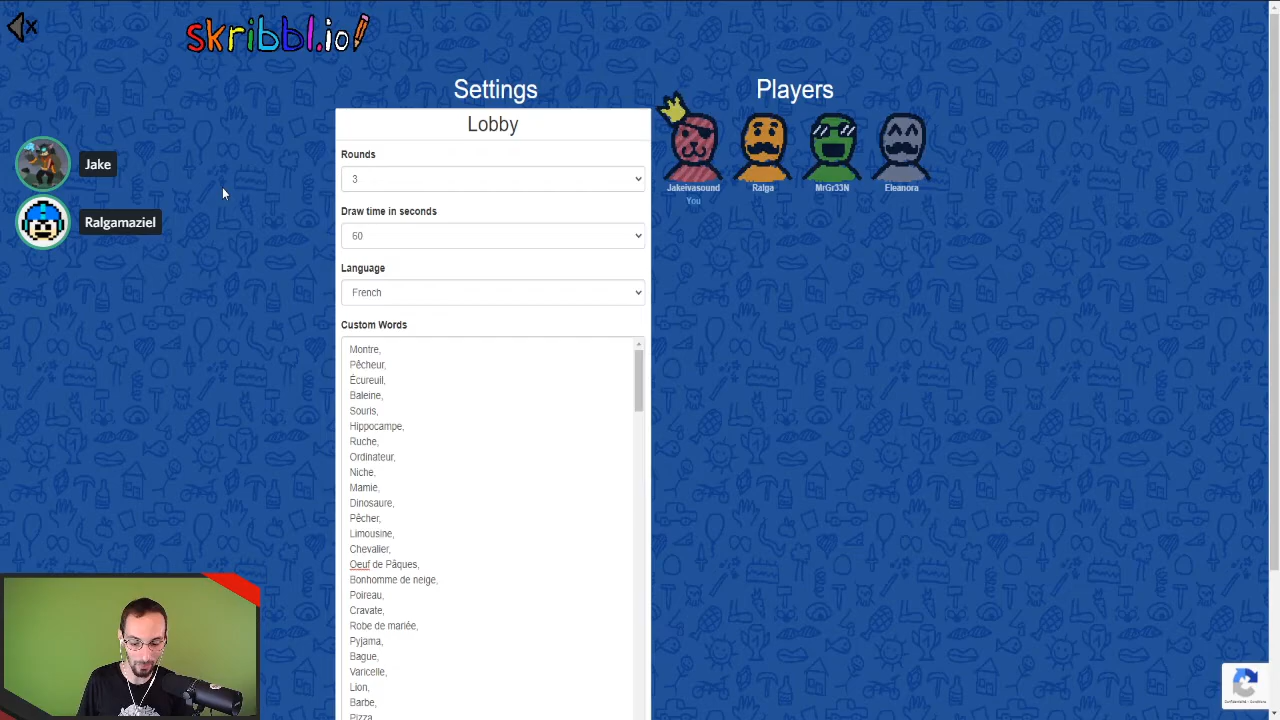 skribbl.io
Settings
Players
Lobby
Jakeivasound
You
Ralga
MrGr33N
Eleanora
Jake
Ralgamaziel
Rounds
3
Draw time in seconds
60
Language
French
Custom Words
Montre,
Pêcheur,
Écureuil,
Baleine,
Souris,
Hippocampe,
Ruche,
Ordinateur,
Niche,
Mamie,
Dinosaure,
Pêcher,
Limousine,
Chevalier,
Oeuf de Pâques,
Bonhomme de neige,
Poireau,
Cravate,
Robe de mariée,
Pyjama,
Bague,
Varicelle,
Lion,
Barbe,
Pizza